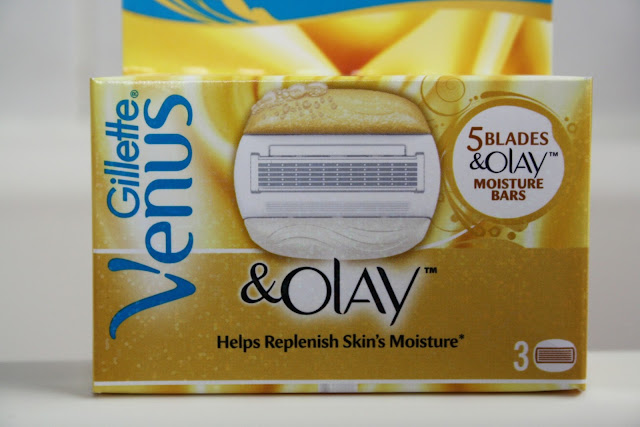 Gillette®
Venus
5 BLADES
&OLAY™
MOISTURE
BARS
&OLAY™
Helps Replenish Skin's Moisture*
3